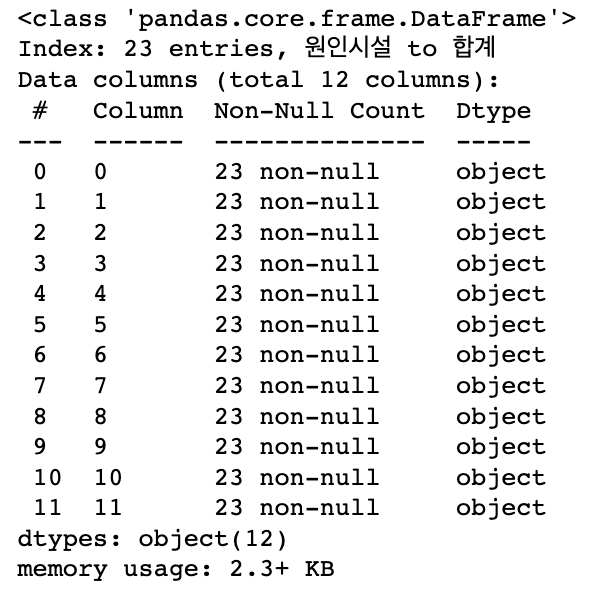 <class 'pandas.core.frame.DataFrame'>
Index: 23 entries, 원인시설 to 합계
Data columns (total 12 columns):
 #   Column  Non-Null Count  Dtype
---  ------  --------------  -----
 0   0       23 non-null     object
 1   1       23 non-null     object
 2   2       23 non-null     object
 3   3       23 non-null     object
 4   4       23 non-null     object
 5   5       23 non-null     object
 6   6       23 non-null     object
 7   7       23 non-null     object
 8   8       23 non-null     object
 9   9       23 non-null     object
 10  10      23 non-null     object
 11  11      23 non-null     object
dtypes: object(12)
memory usage: 2.3+ KB